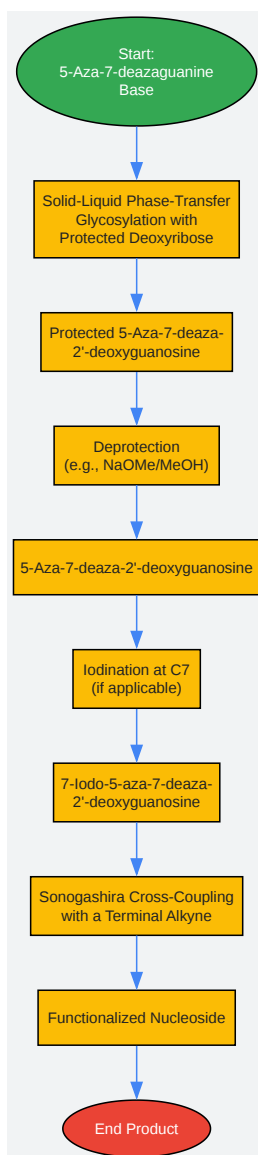 Start:
5-Aza-7-deazaguanine
Base
Solid-Liquid Phase-Transfer
Glycosylation with
Protected Deoxyribose
Protected 5-Aza-7-deaza-
2'-deoxyguanosine
Deprotection
(e.g., NaOMe/MeOH)
5-Aza-7-deaza-2'-deoxyguanosine
Iodination at C7
(if applicable)
7-Iodo-5-aza-7-deaza-
2'-deoxyguanosine
Sonogashira Cross-Coupling
with a Terminal Alkyne
Functionalized Nucleoside
End Product